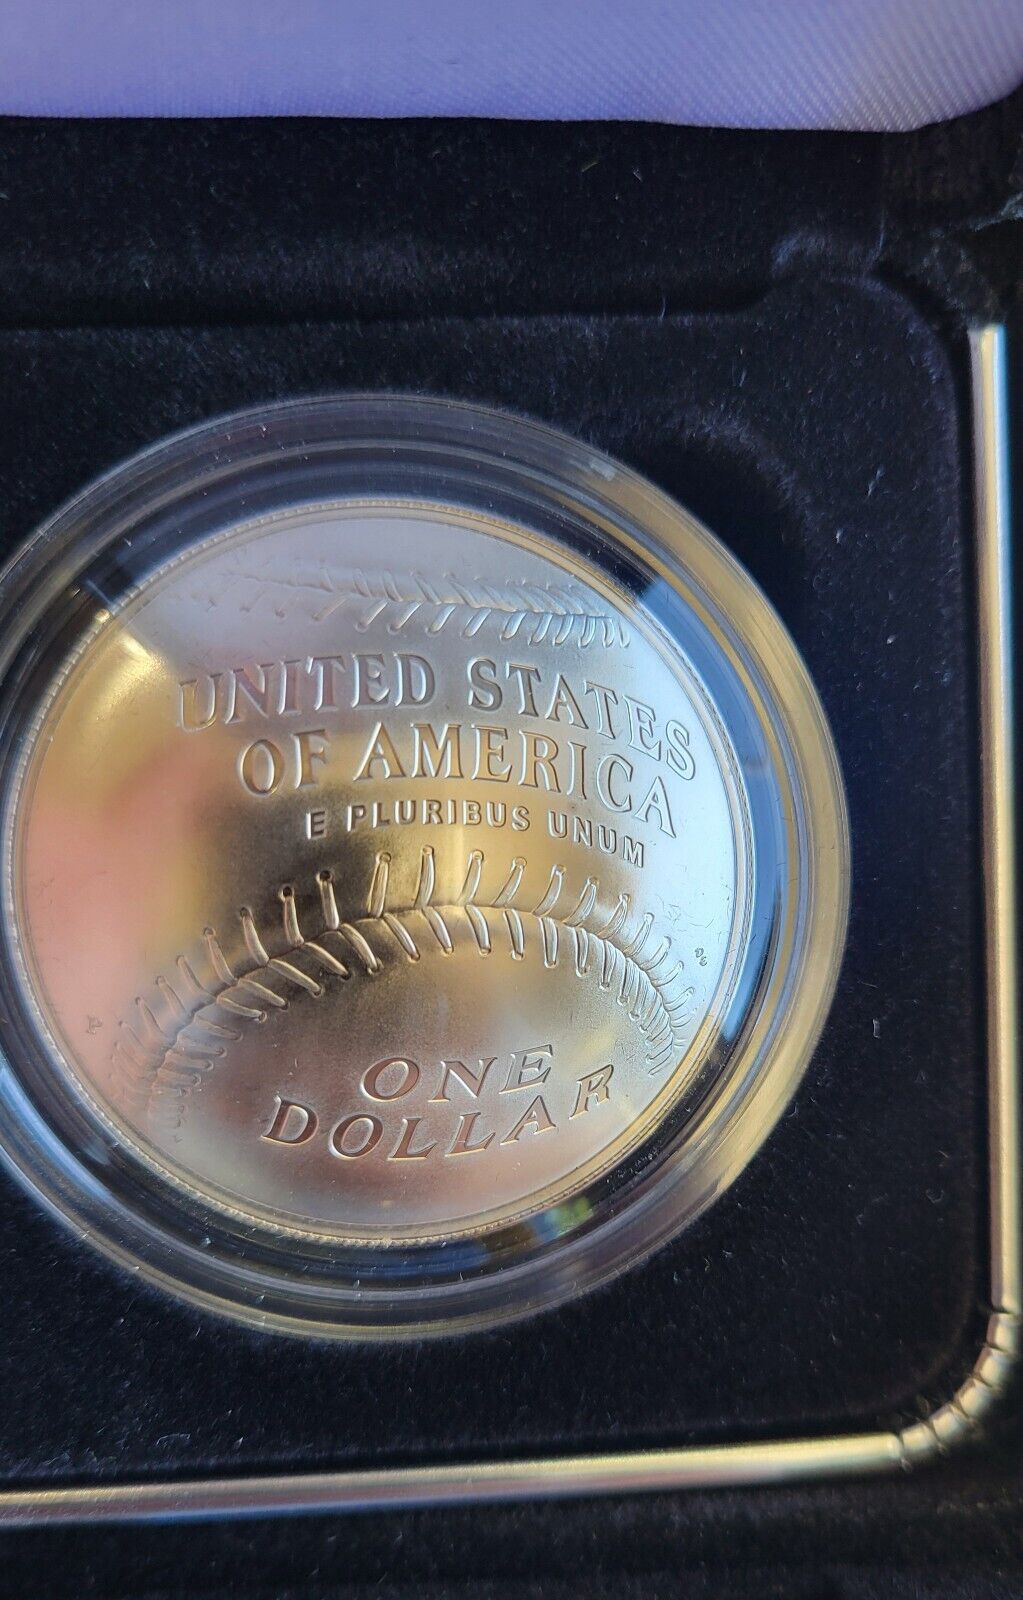 UNITED STATES
OF AMERICA
E PLURIBUS UNUM
ONE
DOLLAR